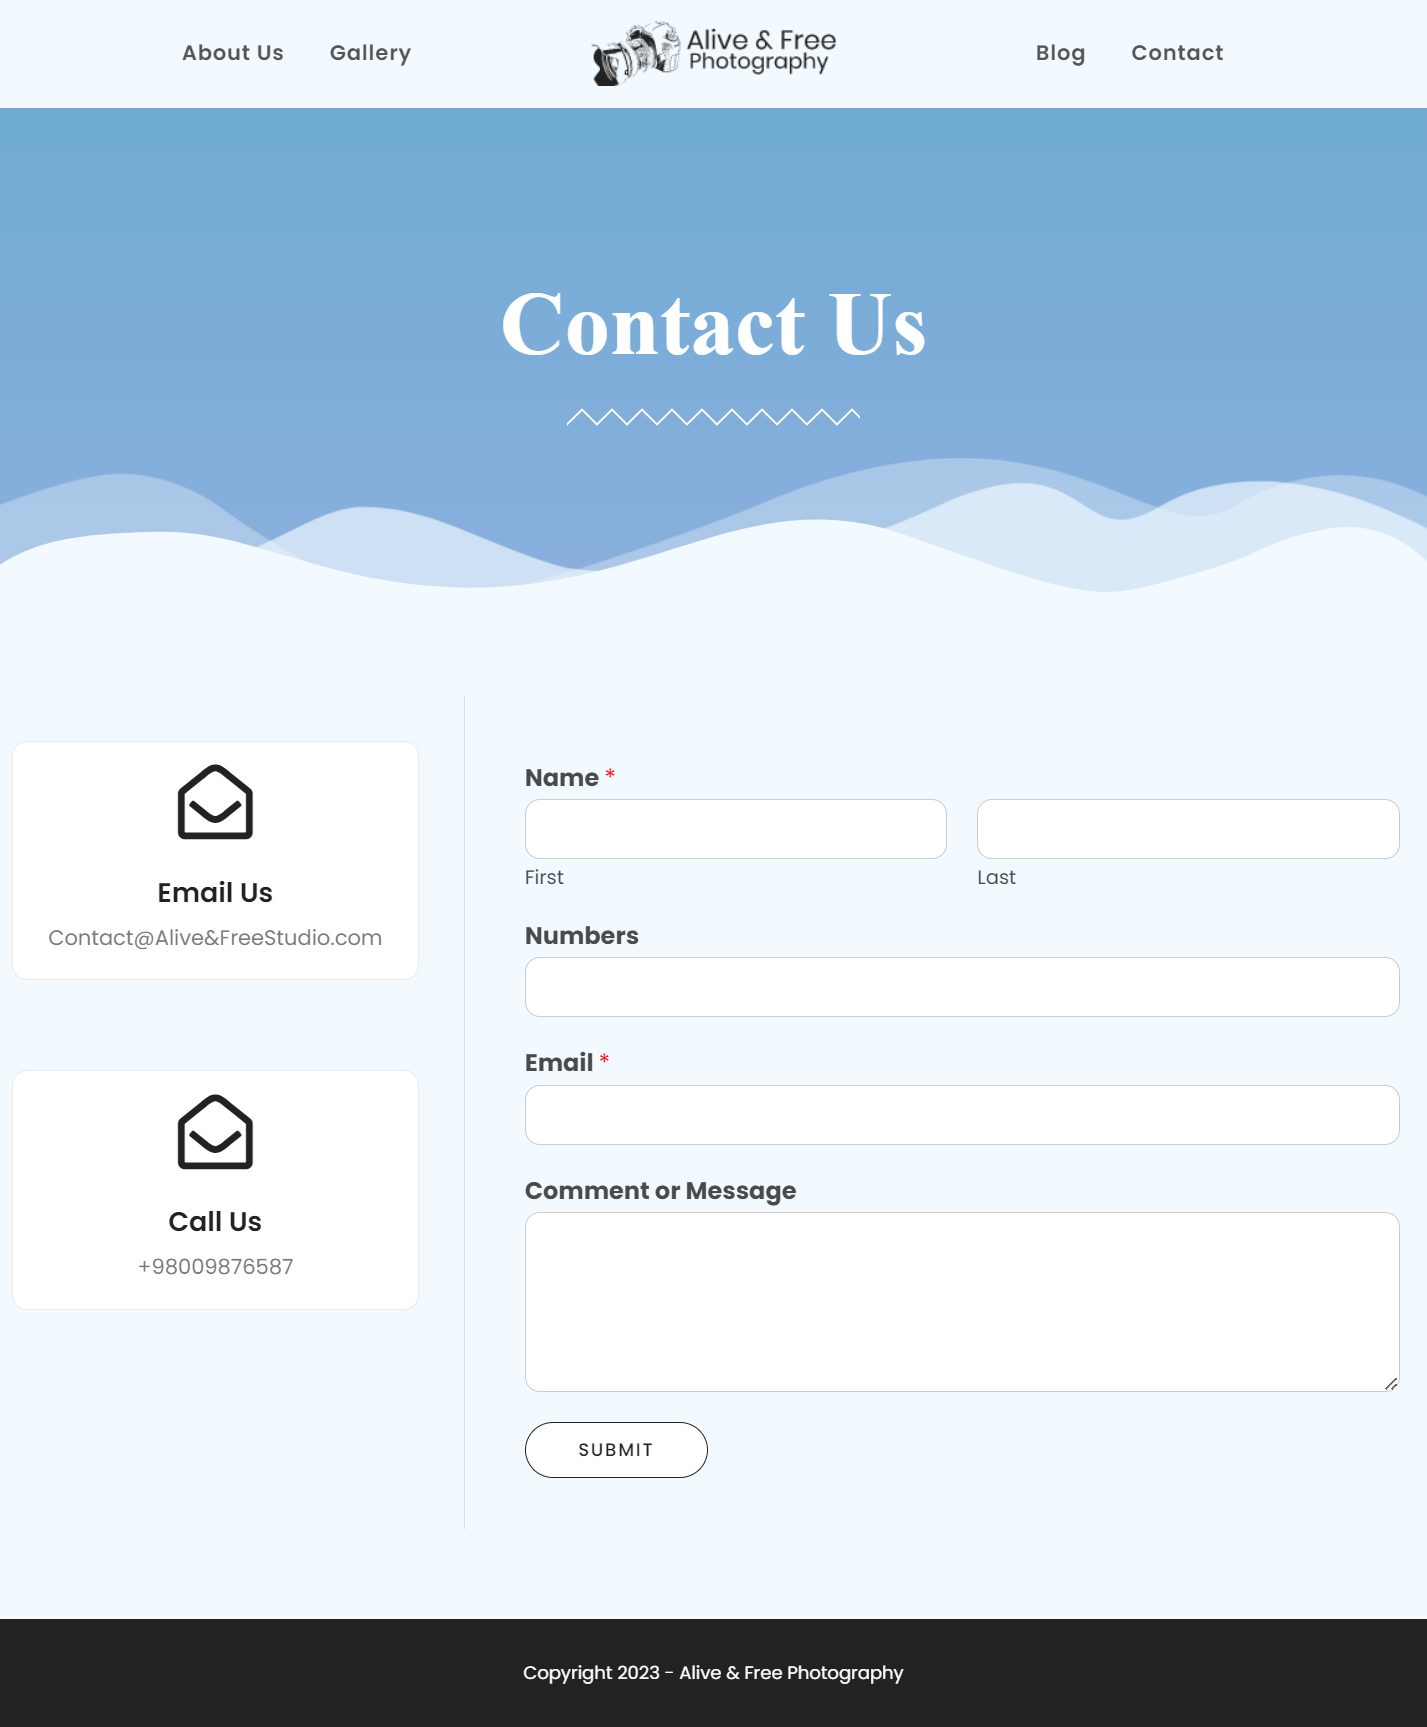 About Us
Gallery
Alive & Free
Photography
Blog
Contact
Contact Us
Email Us
Contact@Alive&FreeStudio.com
Call Us
+98009876587
Name *
First
Last
Numbers
Email *
Comment or Message
SUBMIT
Copyright 2023 - Alive & Free Photography